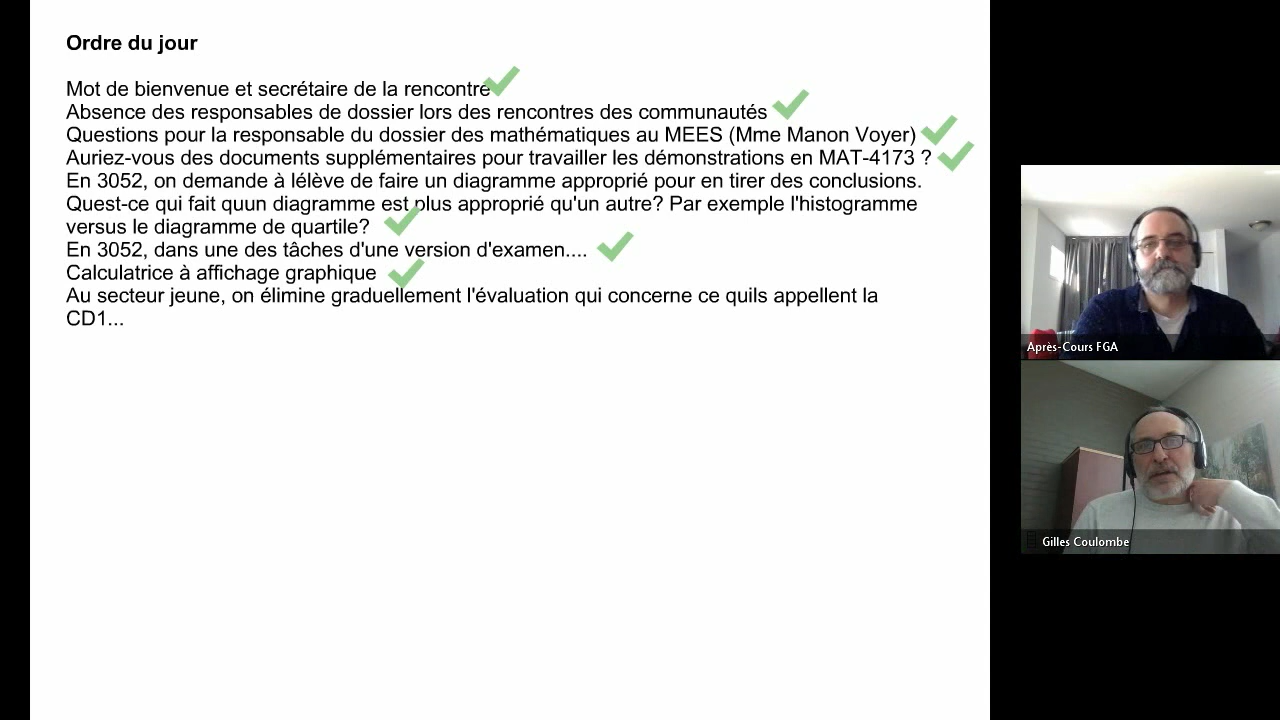 Ordre du jour
Mot de bienvenue et secrétaire de la rencontre
Absence des responsables de dossier lors des rencontres des communautés
Questions pour la responsable du dossier des mathématiques au MEES (Mme Manon Voyer)
Auriez-vous des documents supplémentaires pour travailler les démonstrations en MAT-4173 ?
En 3052, on demande à lélève de faire un diagramme approprié pour en tirer des conclusions.
Quest-ce qui fait quun diagramme est plus approprié qu'un autre? Par exemple l'histogramme
versus le diagramme de quartile?
En 3052, dans une des tâches d'une version d'examen....
Calculatrice à affichage graphique
Au secteur jeune, on élimine graduellement l'évaluation qui concerne ce quils appellent la
CD1...
Après-Cours FGA
Gilles Coulombe